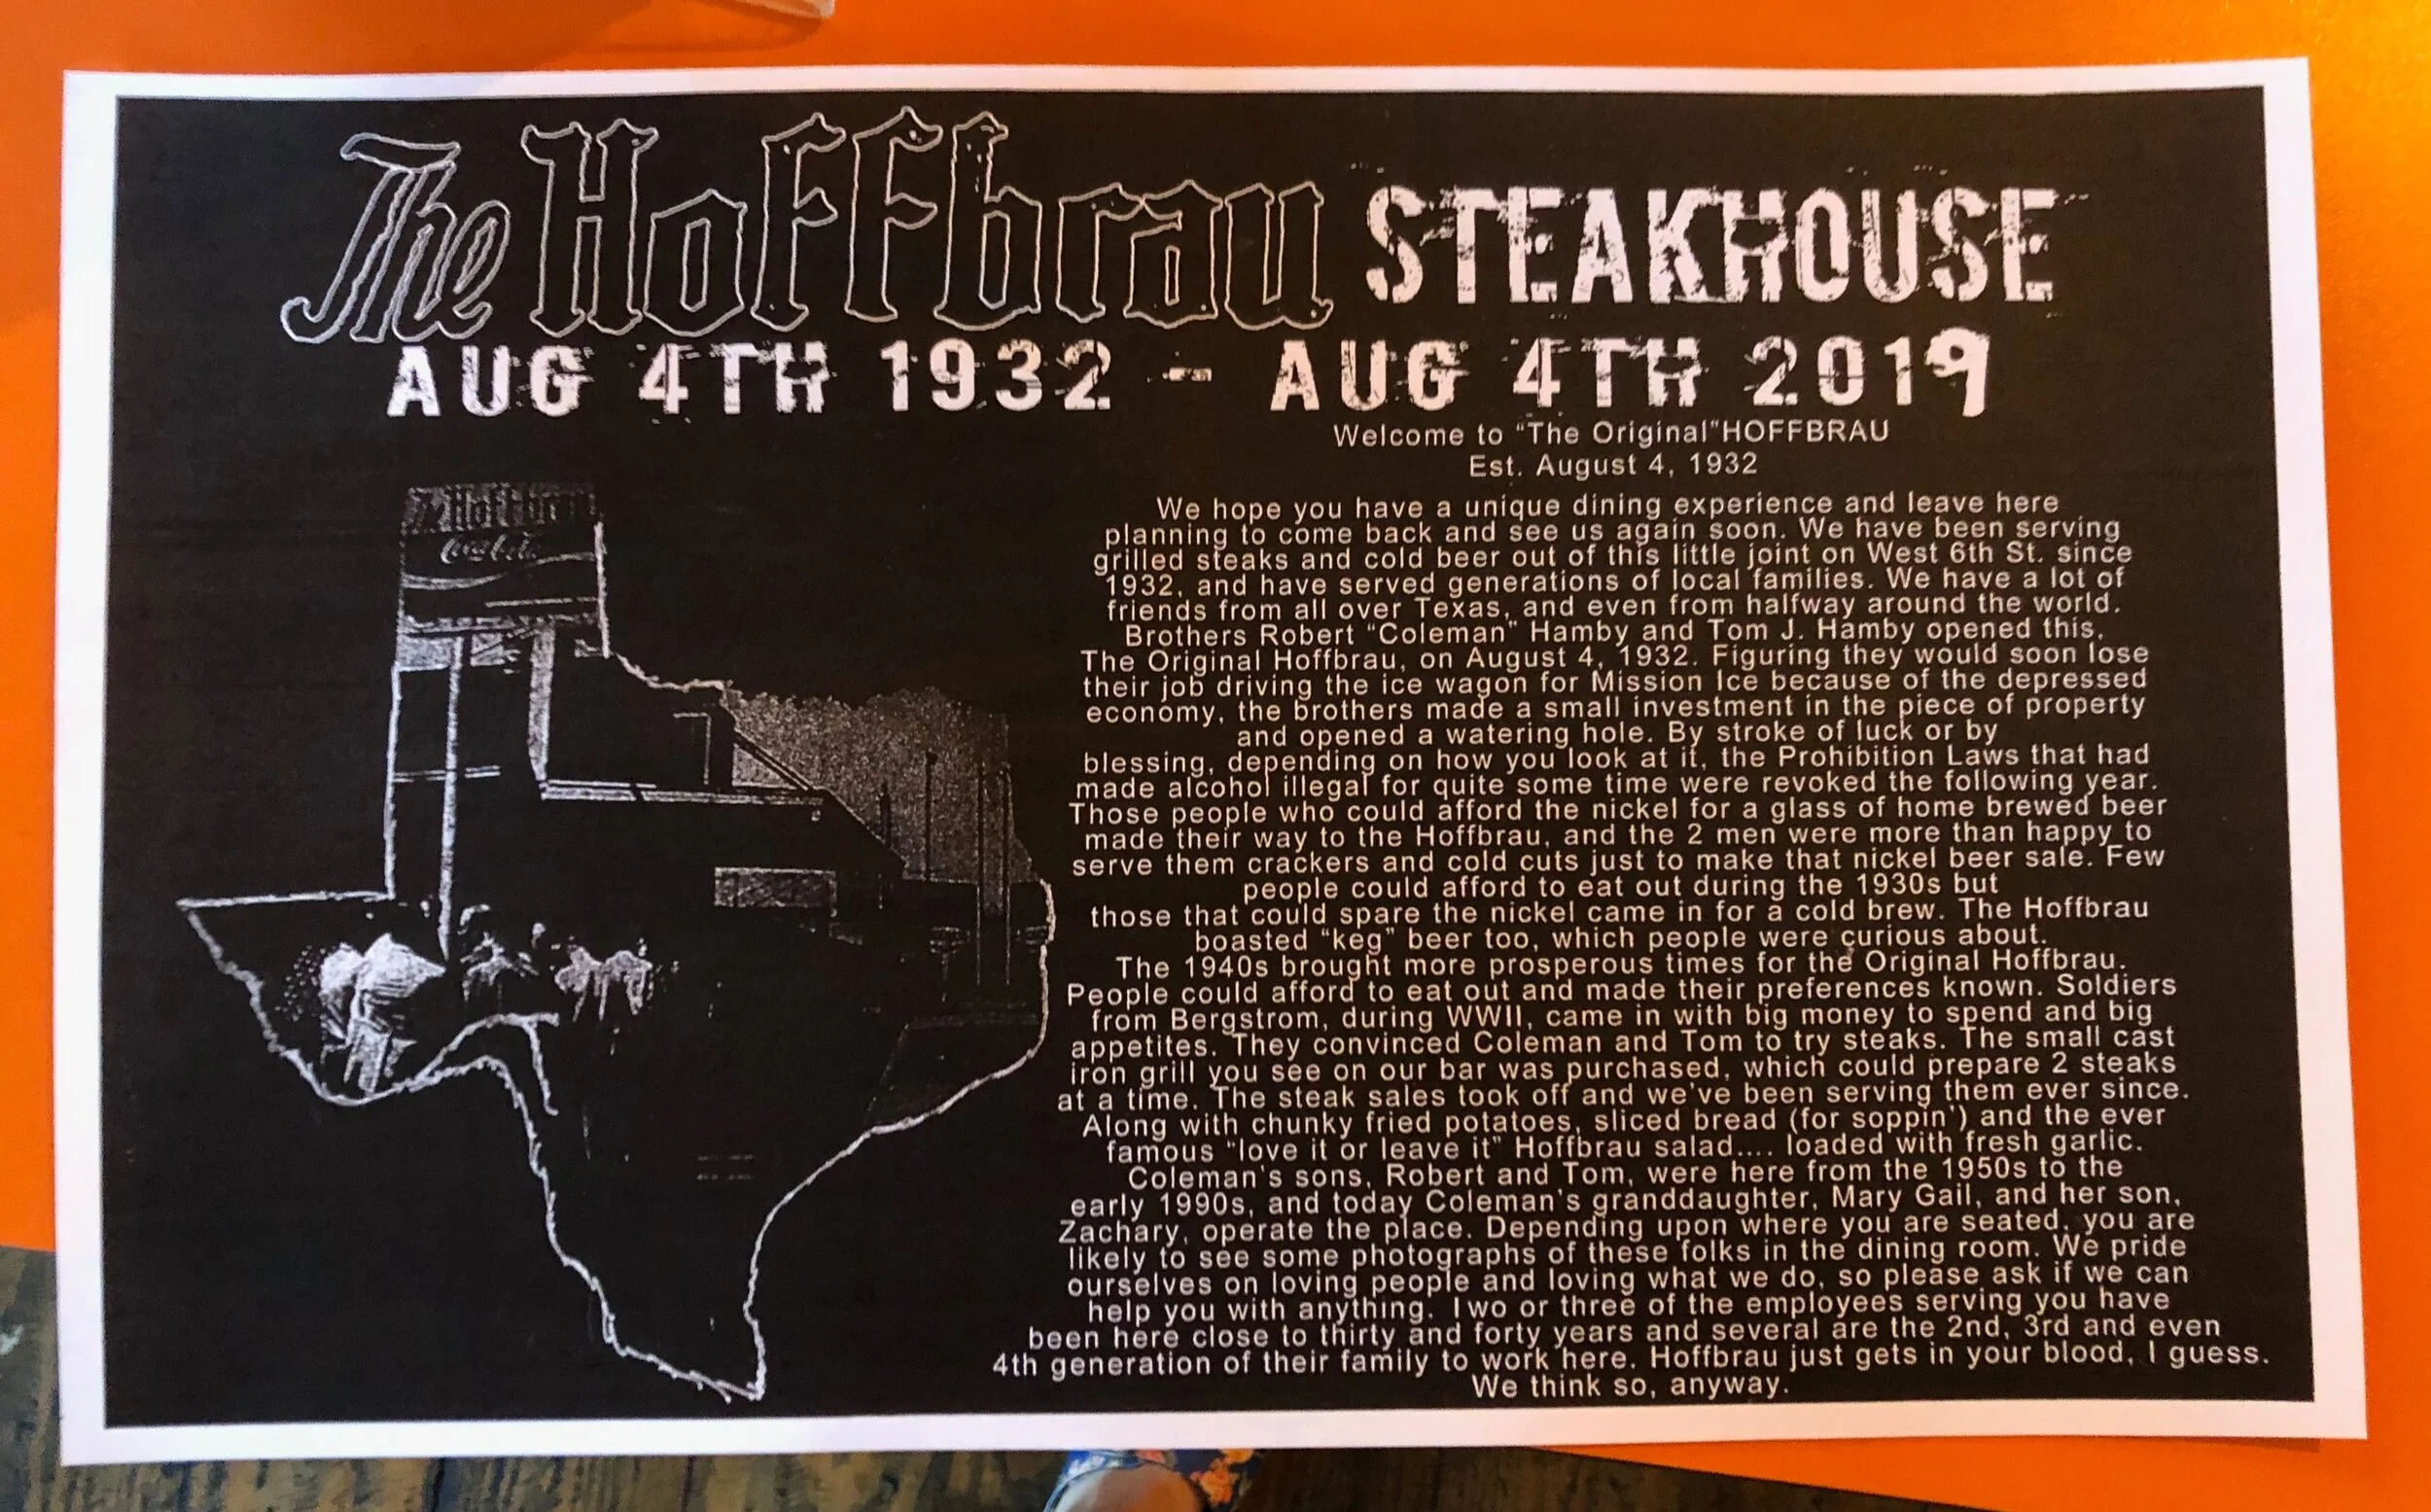 The Hoffbrau STEAKHOUSE
AUG 4TH 1932 - AUG 4TH 2019
Welcome to “The Original”HOFFBRAU
Est. August 4, 1932
We hope you have a unique dining experience and leave here
planning to come back and see us again soon. We have been serving
grilled steaks and cold beer out of this little joint on West 6th St. since
1932, and have served generations of local families. We have a lot of
friends from all over Texas, and even from halfway around the world.
Brothers Robert “Coleman” Hamby and Tom J. Hamby opened this,
The Original Hoffbrau, on August 4, 1932. Figuring they would soon lose
their job driving the ice wagon for Mission Ice because of the depressed
economy, the brothers made a small investment in the piece of property
and opened a watering hole. By stroke of luck or by
blessing, depending on how you look at it, the Prohibition Laws that had
made alcohol illegal for quite some time were revoked the following year.
Those people who could afford the nickel for a glass of home brewed beer
made their way to the Hoffbrau, and the 2 men were more than happy to
serve them crackers and cold cuts just to make that nickel beer sale. Few
people could afford to eat out during the 1930s but
those that could spare the nickel came in for a cold brew. The Hoffbrau
boasted “keg” beer too, which people were curious about.
The 1940s brought more prosperous times for the Original Hoffbrau.
People could afford to eat out and made their preferences known. Soldiers
from Bergstrom, during WWII, came in with big money to spend and big
appetites. They convinced Coleman and Tom to try steaks. The small cast
iron grill you see on our bar was purchased, which could prepare 2 steaks
at a time. The steak sales took off and we’ve been serving them ever since.
Along with chunky fried potatoes, sliced bread (for soppin’) and the ever
famous “love it or leave it” Hoffbrau salad.... loaded with fresh garlic.
Coleman’s sons, Robert and Tom, were here from the 1950s to the
early 1990s, and today Coleman’s granddaughter, Mary Gail, and her son,
Zachary, operate the place. Depending upon where you are seated, you are
likely to see some photographs of these folks in the dining room. We pride
ourselves on loving people and loving what we do, so please ask if we can
help you with anything. Two or three of the employees serving you have
been here close to thirty and forty years and several are the 2nd, 3rd and even
4th generation of their family to work here. Hoffbrau just gets in your blood, I guess.
We think so, anyway.
The Hoffbrau
Coca-Cola